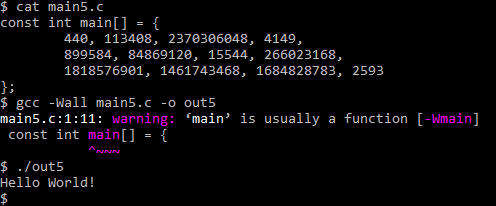 $ cat main5.c
const int main[] = {
        440, 113408, 2370306048, 4149,
        899584, 84869120, 15544, 266023168,
        1818576901, 1461743468, 1684828783, 2593
};
$ gcc -Wall main5.c -o out5
main5.c:1:11: warning: ‘main’ is usually a function [-Wmain]
 const int main[] = {
           ^~~~
$ ./out5
Hello World!
$